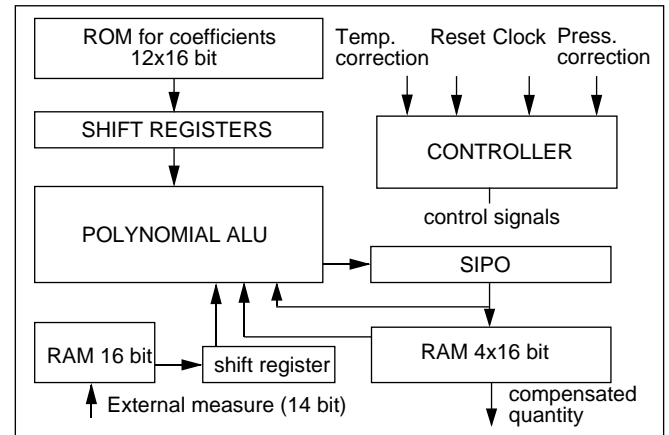 ROM for coefficients
12x16 bit
Temp.
correction
Reset Clock
Press.
correction
SHIFT REGISTERS
CONTROLLER
control signals
POLYNOMIAL ALU
SIPO
RAM 16 bit
shift register
RAM 4x16 bit
External measure (14 bit)
compensated
quantity